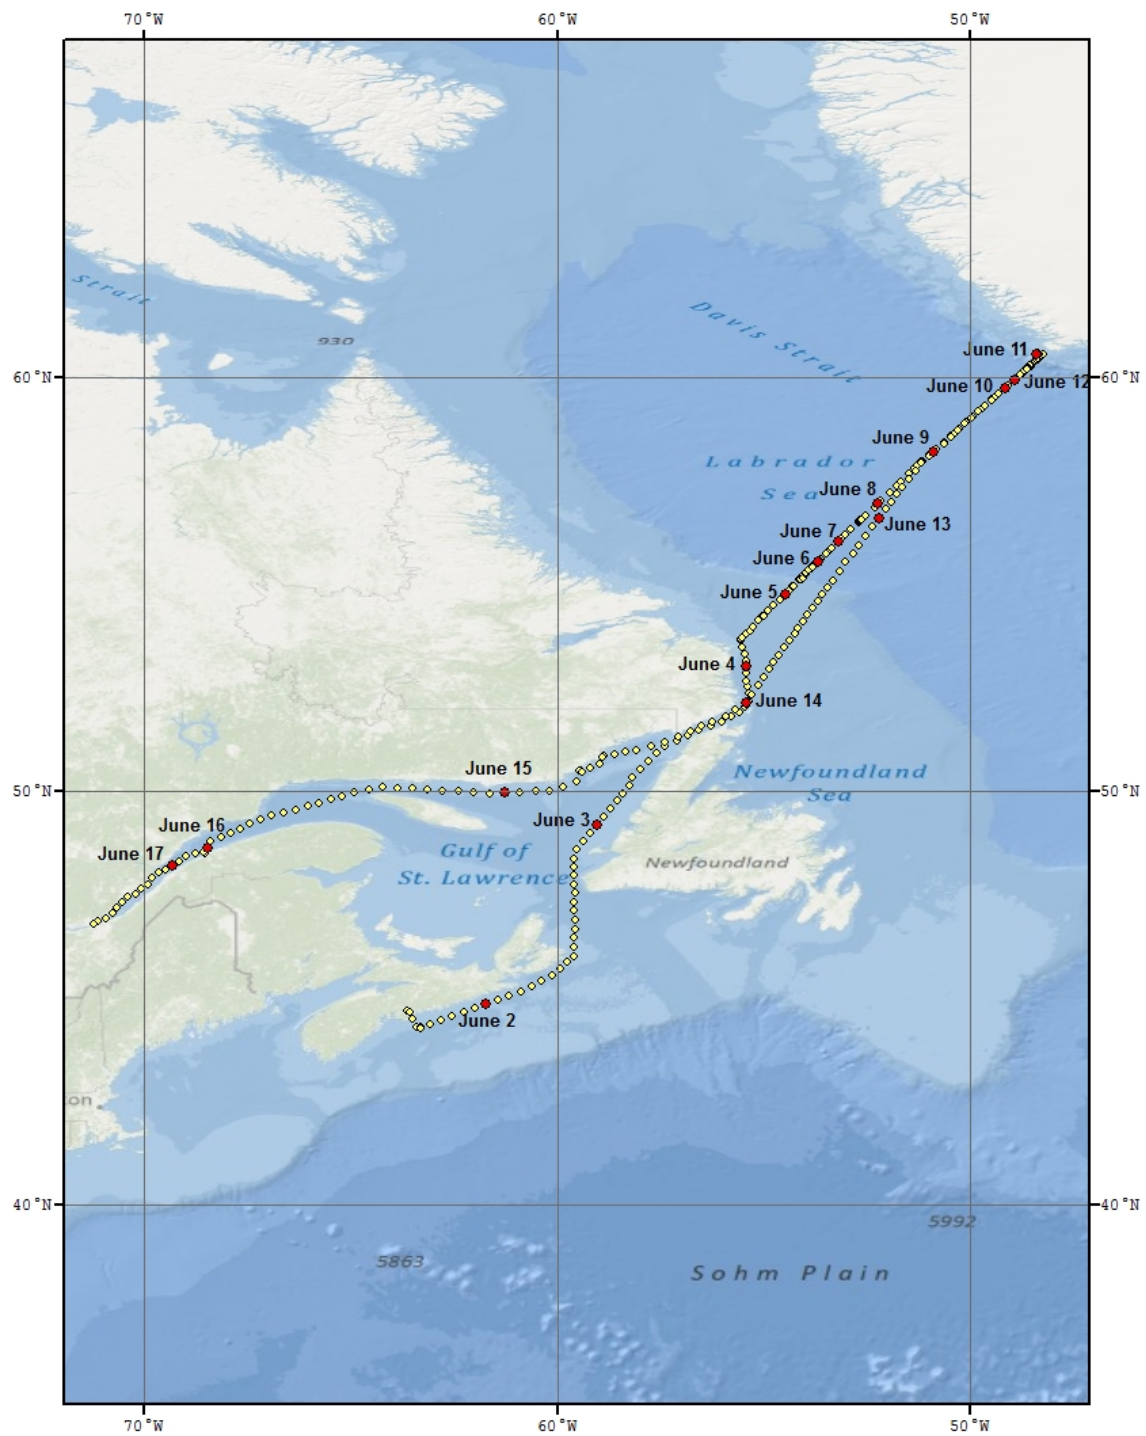 70°W 60°W 50°W
Strait
Davis Strait
930
June 11
60°N 60°N
June 10 June 12
June 9
Labrador
Sea
June 8
June 13
June 7
June 6
June 5
June 4
June 14
June 15
Newfoundland
Sea
50°N 50°N
June 3
June 16
June 17
Gulf of
St. Lawrence
Newfoundland
June 2
on
40°N 40°N
5992
5863
Sohm Plain
70°W 60°W 50°W